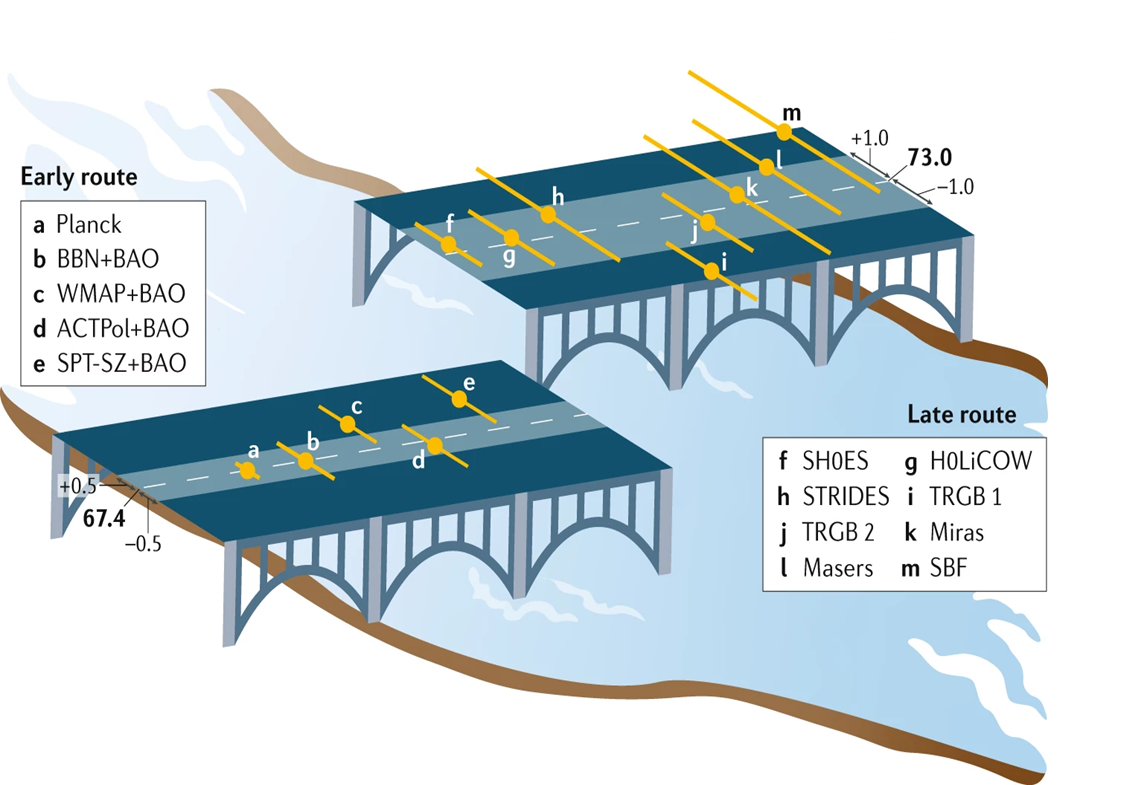 m
+1.0
73.0
−1.0
l
k
h
f
j
g
i
Early route
a Planck
b BBN+BAO
c WMAP+BAO
d ACTPol+BAO
e SPT-SZ+BAO
e
c
b
a
d
+0.5
67.4
−0.5
Late route
f SH0ES g H0LiCOW
h STRIDES i TRGB 1
j TRGB 2 k Miras
l Masers m SBF